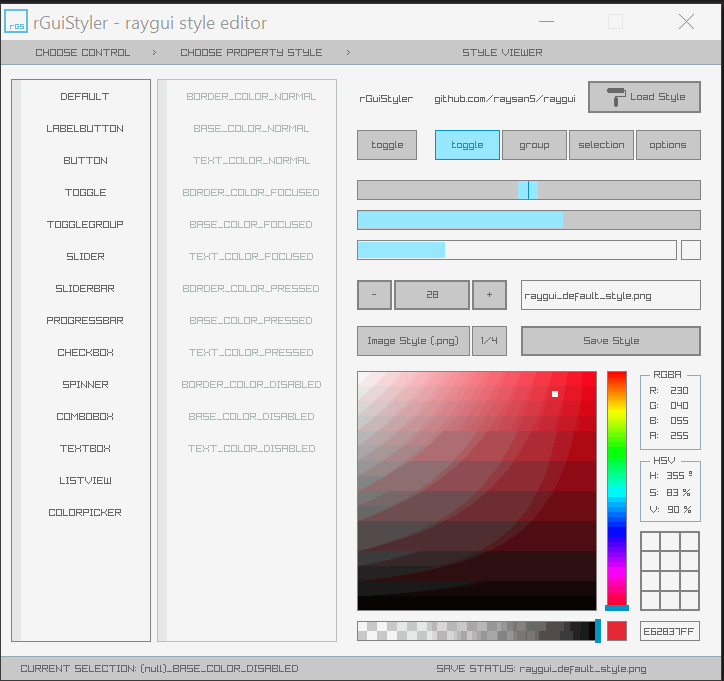 rGS rGuiStyler - raygui style editor
CHOOSE CONTROL > CHOOSE PROPERTY STYLE > STYLE VIEWER
DEFAULT
LABELBUTTON
BUTTON
TOGGLE
TOGGLEGROUP
SLIDER
SLIDERBAR
PROGRESSBAR
CHECKBOX
SPINNER
COMBOBOX
TEXTBOX
LISTVIEW
COLORPICKER
BORDER_COLOR_NORMAL
BASE_COLOR_NORMAL
TEXT_COLOR_NORMAL
BORDER_COLOR_FOCUSED
BASE_COLOR_FOCUSED
TEXT_COLOR_FOCUSED
BORDER_COLOR_PRESSED
BASE_COLOR_PRESSED
TEXT_COLOR_PRESSED
BORDER_COLOR_DISABLED
BASE_COLOR_DISABLED
TEXT_COLOR_DISABLED
rGuiStyler github.com/raysan5/raygui Load Style
toggle toggle group selection options
- 28 + raygui_default_style.png
Image Style (.png) 1/4 Save Style
RGBA
R: 230
G: 040
B: 055
A: 255
HSV
H: 355 º
S: 83 %
V: 90 %
E62837FF
CURRENT SELECTION: (null)_BASE_COLOR_DISABLED SAVE STATUS: raygui_default_style.png